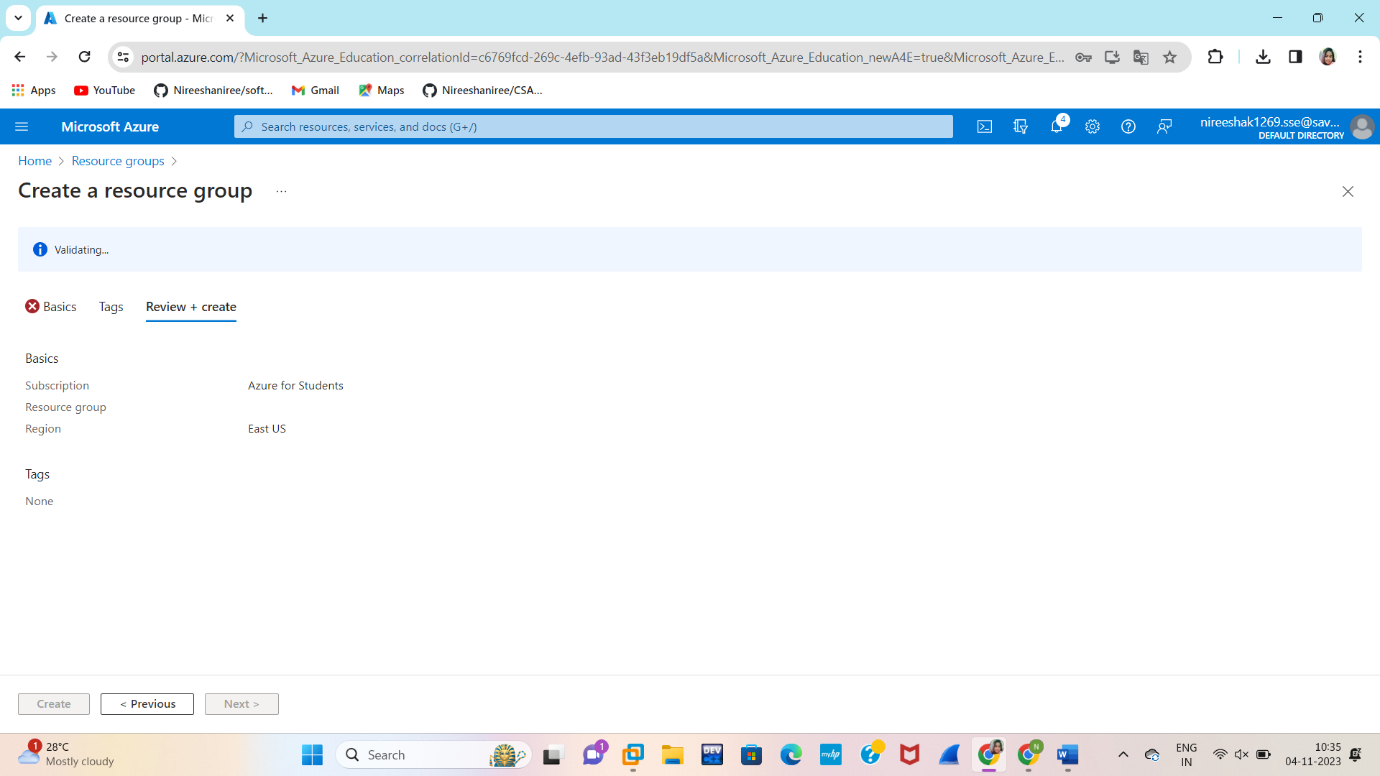 Create a resource group - Micr
portal.azure.com/?Microsoft_Azure_Education_correlationId=c6769fcd-269c-4efb-93ad-43f3eb19df5a&Microsoft_Azure_Education_newA4E=true&Microsoft_Azure_E...
Apps YouTube Nireeshaniree/soft... Gmail Maps Nireeshaniree/CSA...
Microsoft Azure Search resources, services, and docs (G+/) 4 nireeshak1269.sse@sav...
DEFAULT DIRECTORY
Home > Resource groups >
Create a resource group ...
Validating...
Basics Tags Review + create
Basics
Subscription Azure for Students
Resource group
Region East US
Tags
None
Create < Previous Next >
1 28°C
Mostly cloudy
Search
1
DEV
myhp
N
ENG
IN
10:35
04-11-2023